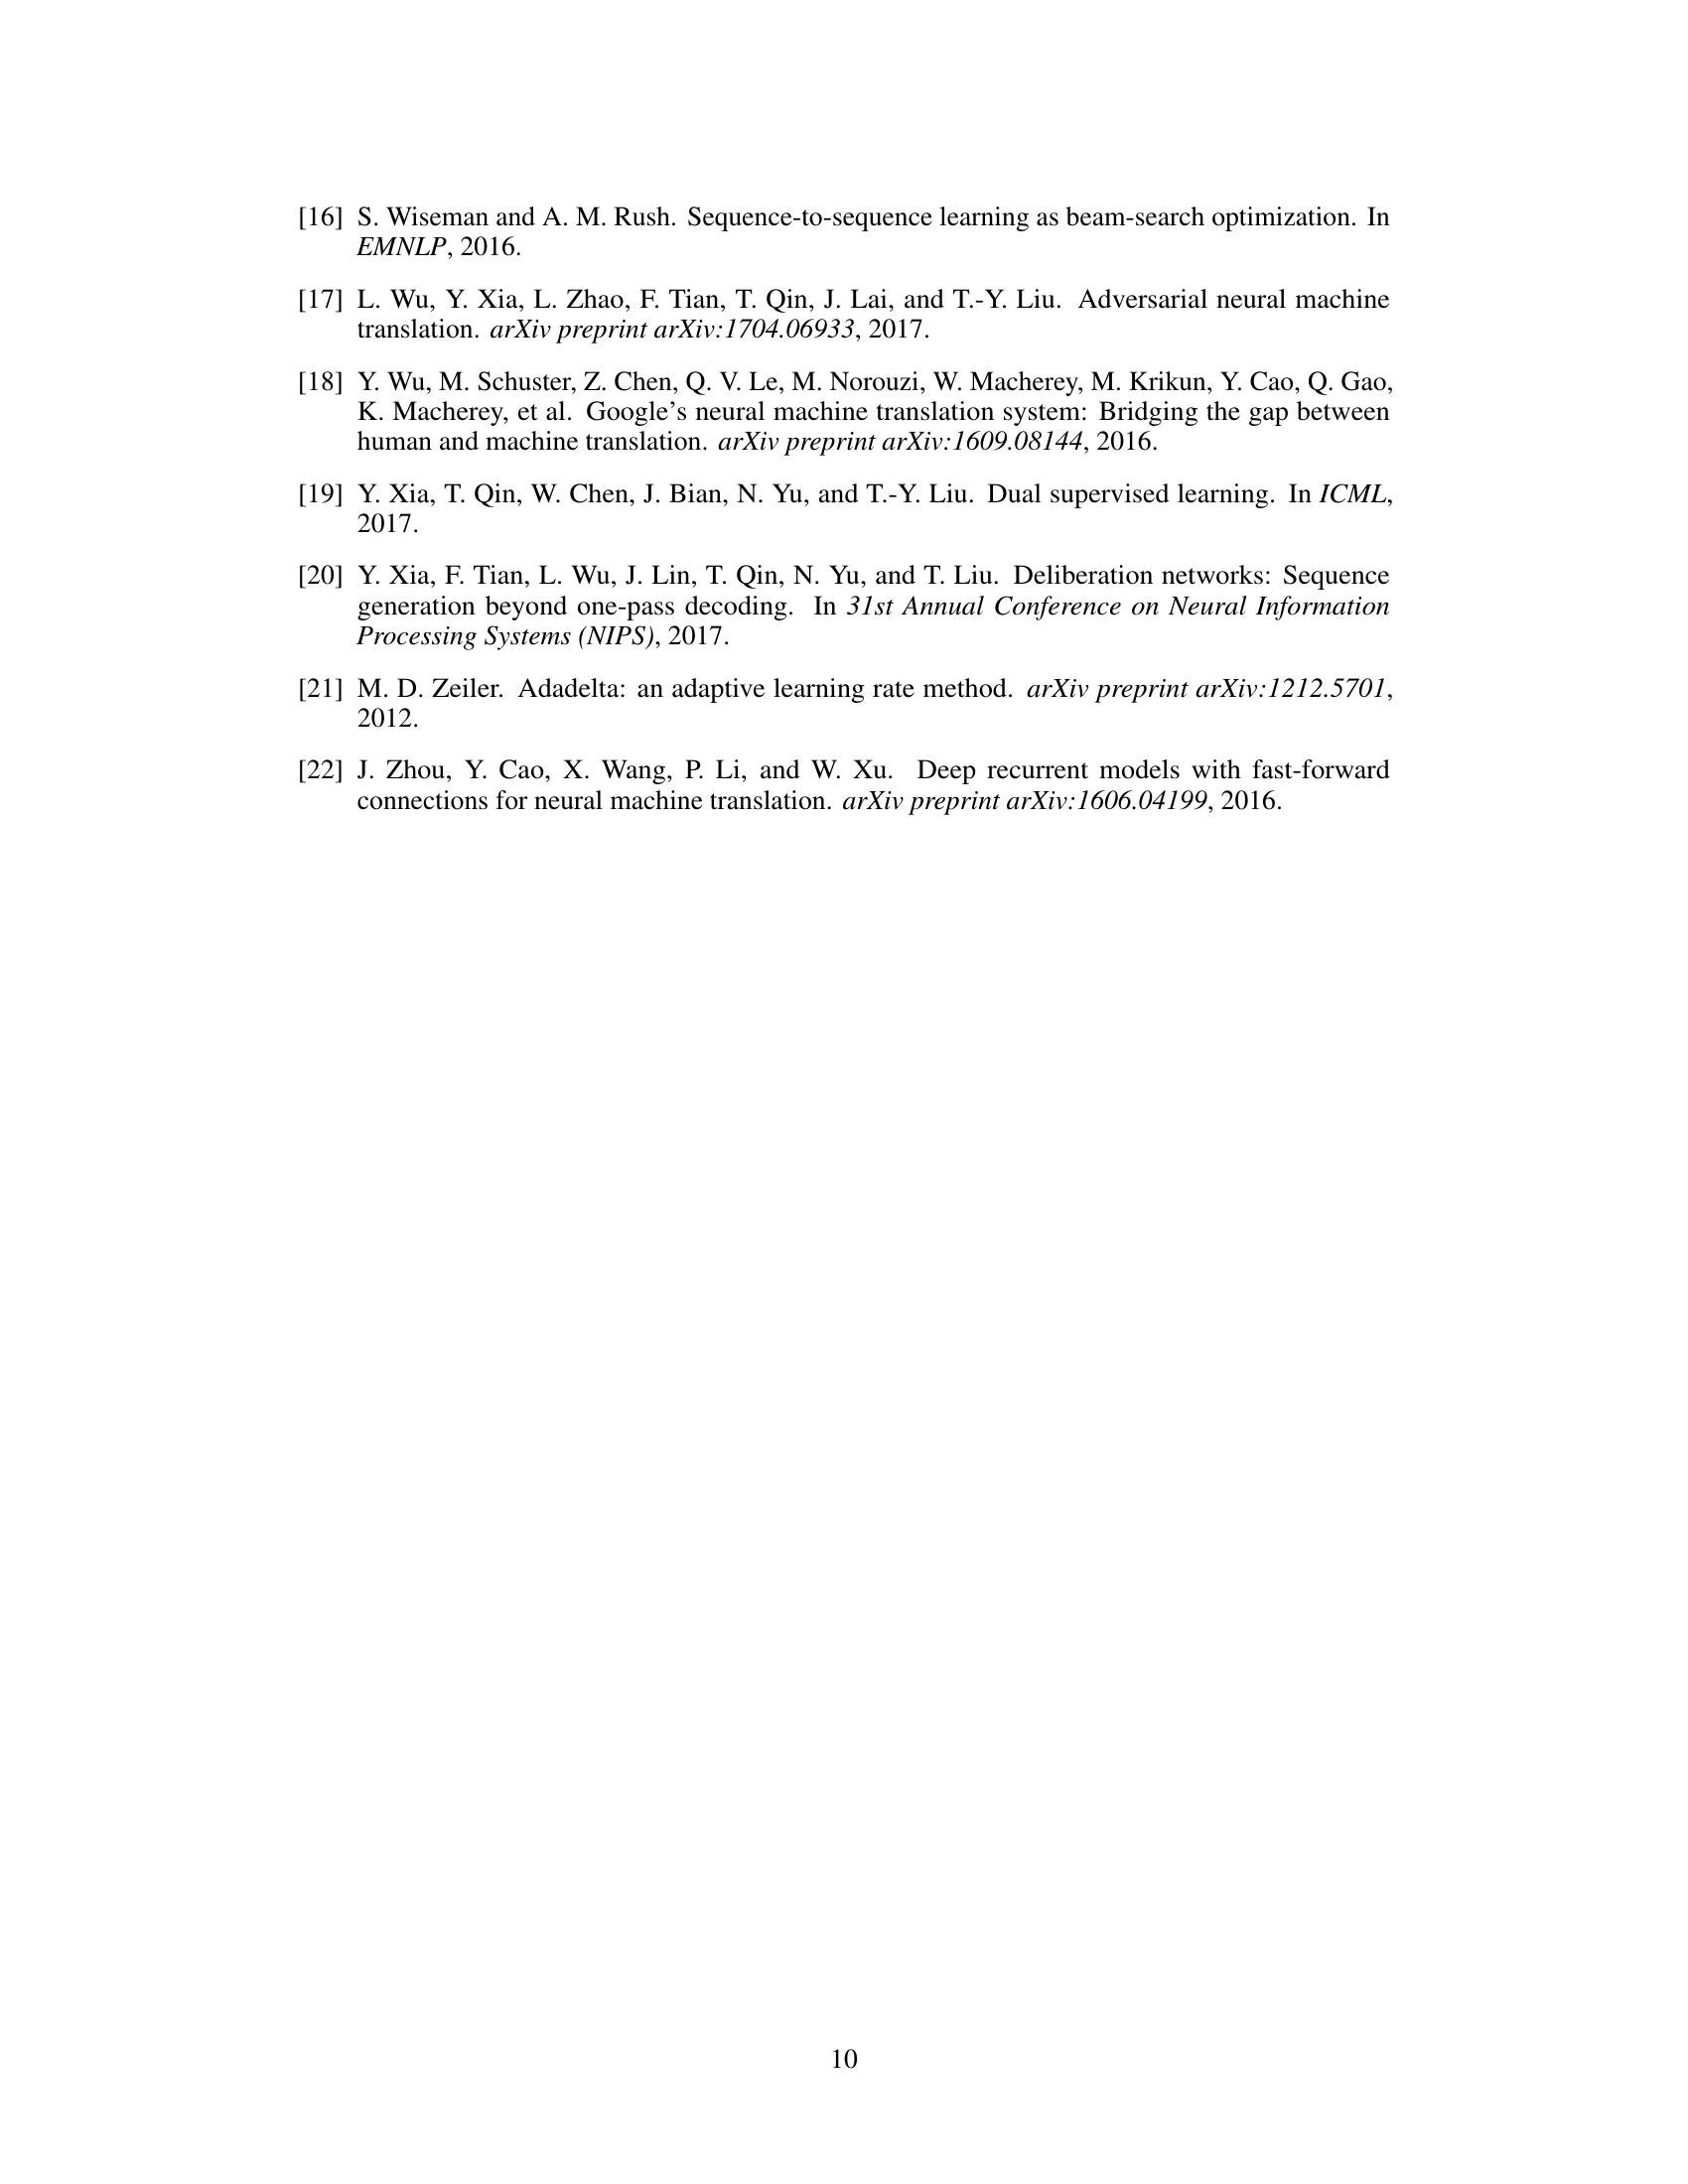 [16] S. Wiseman and A. M. Rush. Sequence-to-sequence learning as beam-search optimization. In
EMNLP, 2016.
[17] L. Wu, Y. Xia, L. Zhao, F. Tian, T. Qin, J. Lai, and T.-Y. Liu. Adversarial neural machine
translation. arXiv preprint arXiv:1704.06933, 2017.
[18] Y. Wu, M. Schuster, Z. Chen, Q. V. Le, M. Norouzi, W. Macherey, M. Krikun, Y. Cao, Q. Gao,
K. Macherey, et al. Google’s neural machine translation system: Bridging the gap between
human and machine translation. arXiv preprint arXiv:1609.08144, 2016.
[19] Y. Xia, T. Qin, W. Chen, J. Bian, N. Yu, and T.-Y. Liu. Dual supervised learning. In ICML,
2017.
[20] Y. Xia, F. Tian, L. Wu, J. Lin, T. Qin, N. Yu, and T. Liu. Deliberation networks: Sequence
generation beyond one-pass decoding. In 31st Annual Conference on Neural Information
Processing Systems (NIPS), 2017.
[21] M. D. Zeiler. Adadelta: an adaptive learning rate method. arXiv preprint arXiv:1212.5701,
2012.
[22] J. Zhou, Y. Cao, X. Wang, P. Li, and W. Xu. Deep recurrent models with fast-forward
connections for neural machine translation. arXiv preprint arXiv:1606.04199, 2016.
10